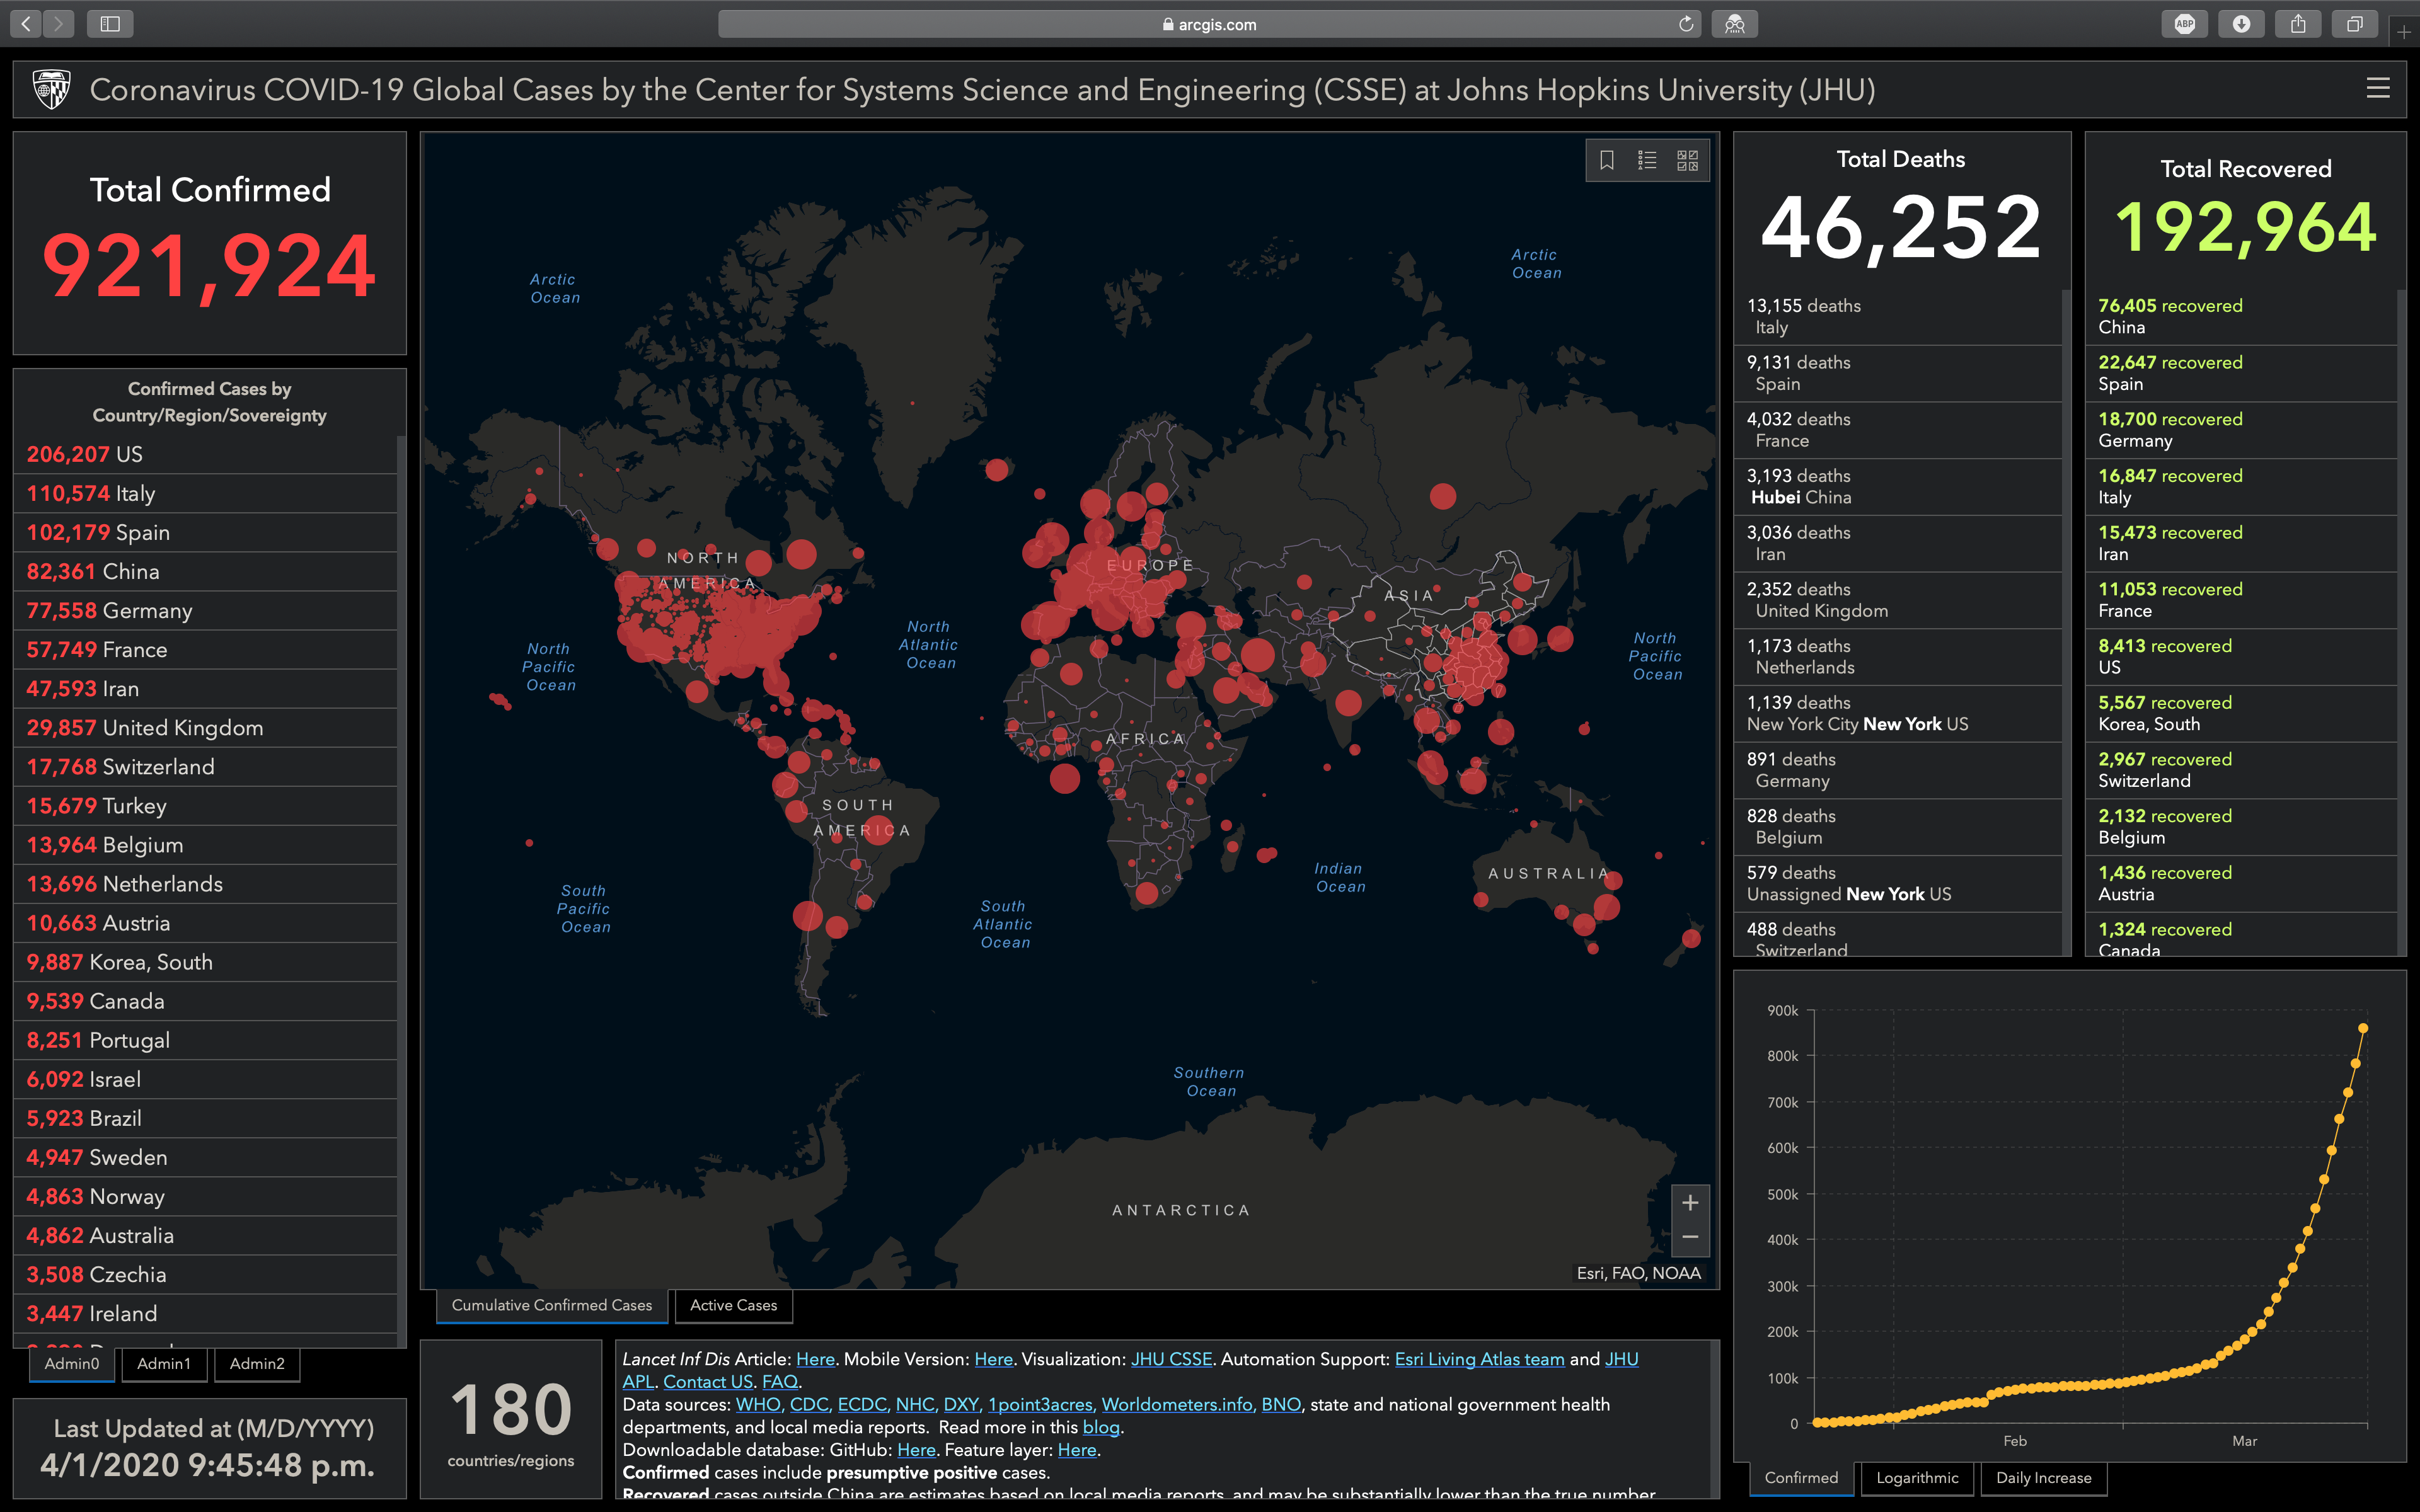 arcgis.com
ABP
Coronavirus COVID-19 Global Cases by the Center for Systems Science and Engineering (CSSE) at Johns Hopkins University (JHU)
Total Confirmed
921,924
Confirmed Cases by
Country/Region/Sovereignty
206,207 US
110,574 Italy
102,179 Spain
82,361 China
77,558 Germany
57,749 France
47,593 Iran
29,857 United Kingdom
17,768 Switzerland
15,679 Turkey
13,964 Belgium
13,696 Netherlands
10,663 Austria
9,887 Korea, South
9,539 Canada
8,251 Portugal
6,092 Israel
5,923 Brazil
4,947 Sweden
4,863 Norway
4,862 Australia
3,508 Czechia
3,447 Ireland
Admin0
Admin1
Admin2
Last Updated at (M/D/YYYY)
4/1/2020 9:45:48 p.m.
Arctic
Ocean
Arctic
Ocean
NORTH
AMERICA
EUROPE
ASIA
North
Pacific
Ocean
North
Atlantic
Ocean
North
Pacific
Ocean
AFRICA
SOUTH
AMERICA
South
Pacific
Ocean
South
Atlantic
Ocean
Indian
Ocean
AUSTRALIA
Southern
Ocean
ANTARCTICA
Esri, FAO, NOAA
Cumulative Confirmed Cases
Active Cases
180
countries/regions
Lancet Inf Dis Article: Here. Mobile Version: Here. Visualization: JHU CSSE. Automation Support: Esri Living Atlas team and JHU
APL. Contact US. FAQ.
Data sources: WHO, CDC, ECDC, NHC, DXY, 1point3acres, Worldometers.info, BNO, state and national government health
departments, and local media reports. Read more in this blog.
Downloadable database: GitHub: Here. Feature layer: Here.
Confirmed cases include presumptive positive cases.
Recovered cases outside China are estimates based on local media reports, and may be substantially lower than the true number
Total Deaths
46,252
13,155 deaths
Italy
9,131 deaths
Spain
4,032 deaths
France
3,193 deaths
Hubei China
3,036 deaths
Iran
2,352 deaths
United Kingdom
1,173 deaths
Netherlands
1,139 deaths
New York City New York US
891 deaths
Germany
828 deaths
Belgium
579 deaths
Unassigned New York US
488 deaths
Switzerland
Total Recovered
192,964
76,405 recovered
China
22,647 recovered
Spain
18,700 recovered
Germany
16,847 recovered
Italy
15,473 recovered
Iran
11,053 recovered
France
8,413 recovered
US
5,567 recovered
Korea, South
2,967 recovered
Switzerland
2,132 recovered
Belgium
1,436 recovered
Austria
1,324 recovered
Canada
900k
800k
700k
600k
500k
400k
300k
200k
100k
0
Feb
Mar
Confirmed
Logarithmic
Daily Increase